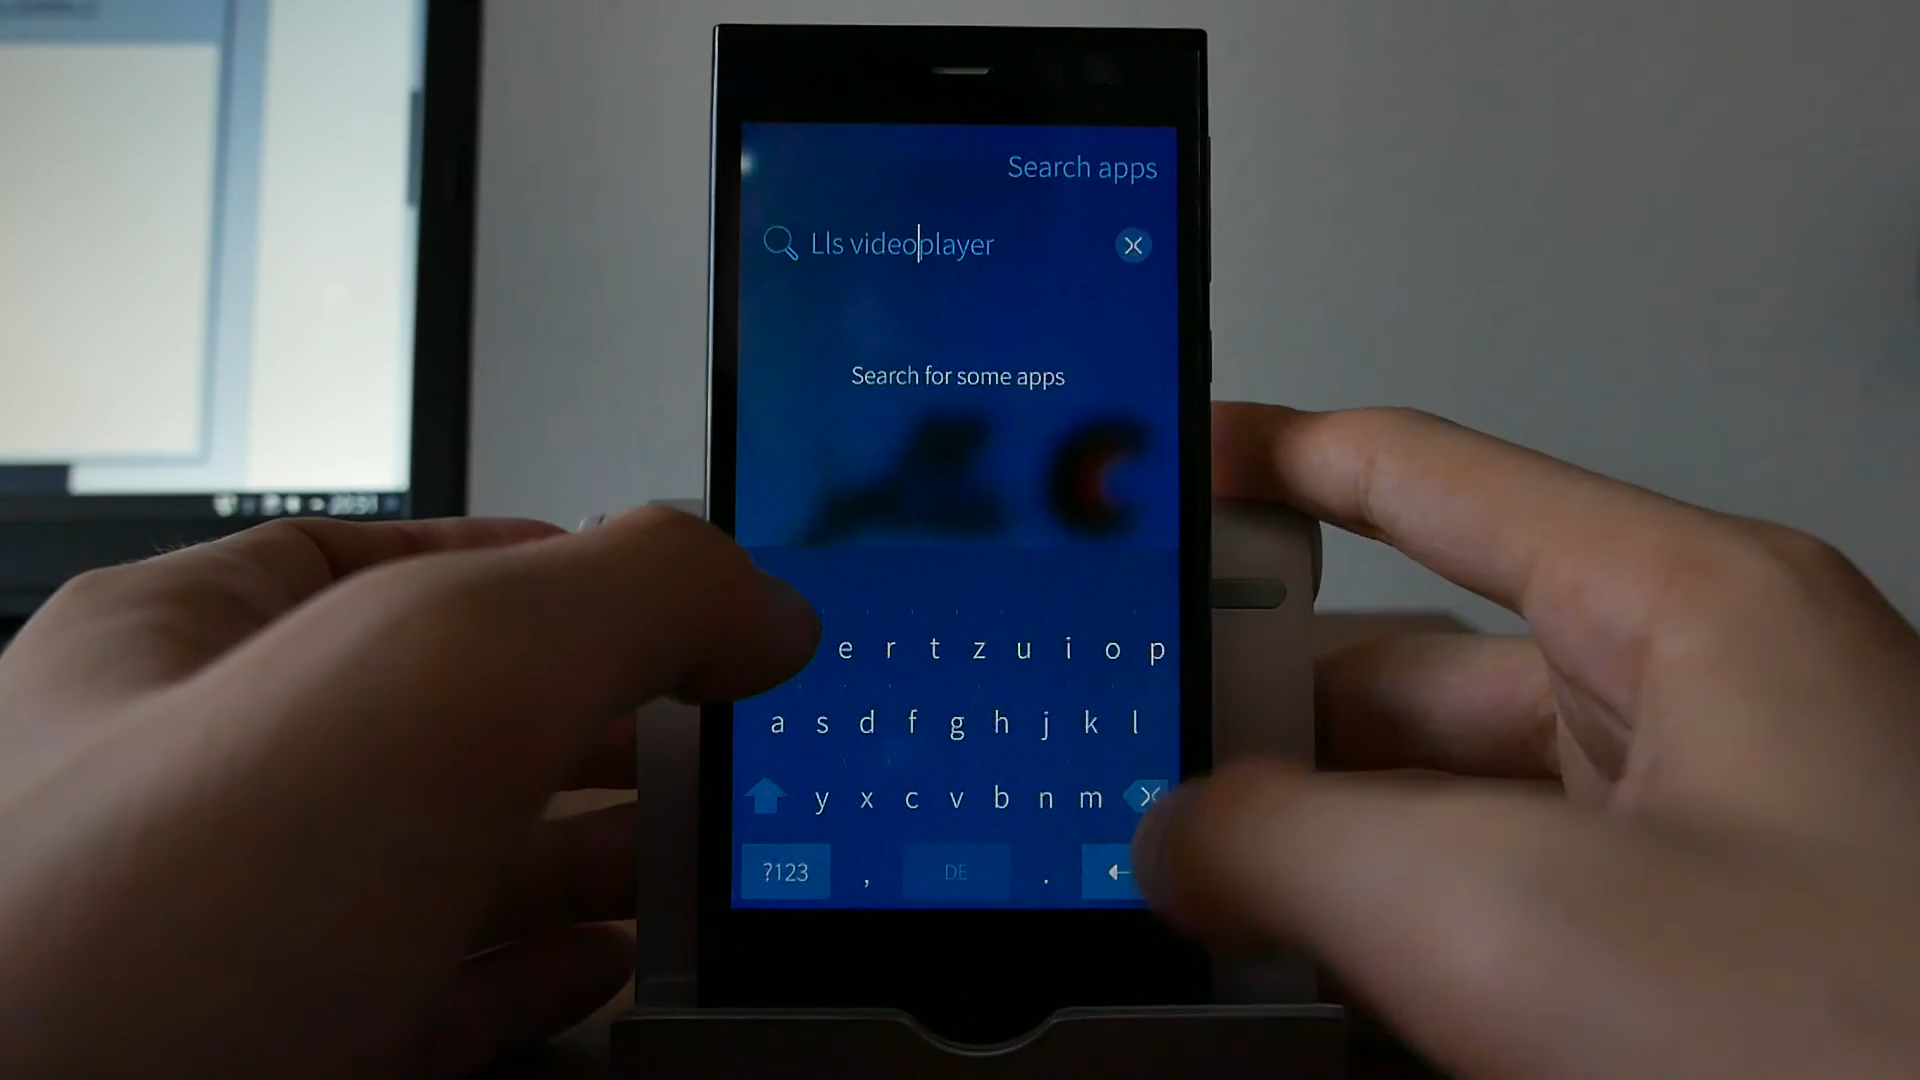 Search apps
Lls videoplayer
Search for some apps
e r t z u i o p
a s d f g h j k l
y x c v b n m
?123 , DE .